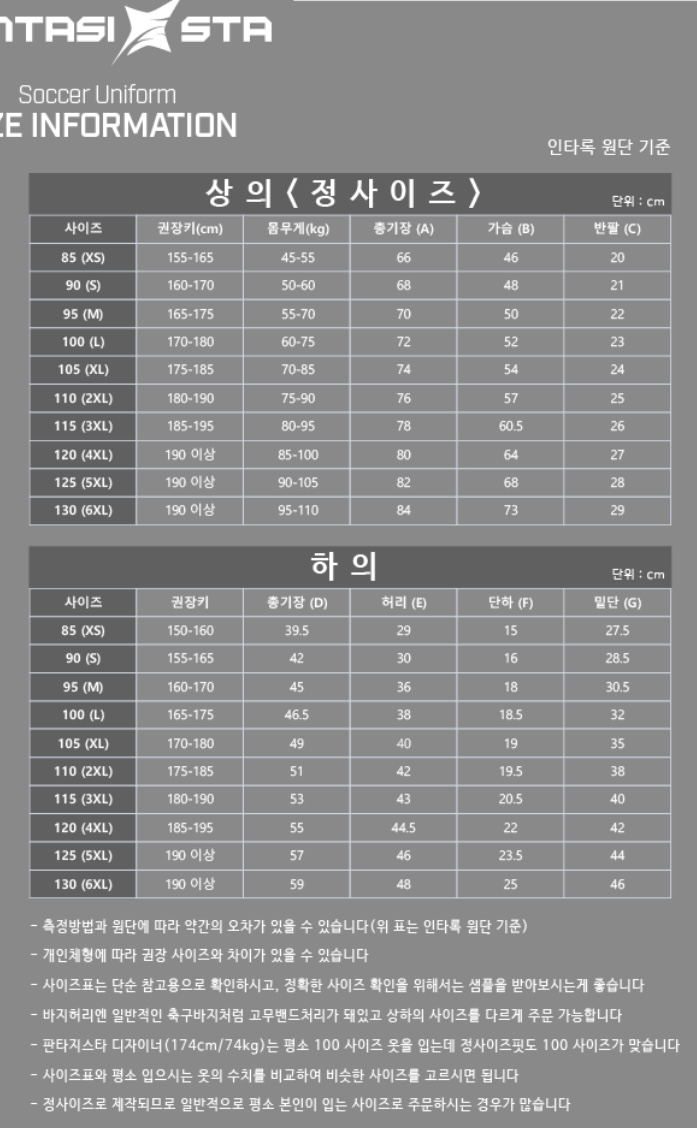 NTASI STA
Soccer Uniform
ZE INFORMATION
인타록 원단 기준
상 의 < 정 사 이 즈 > 단위 : cm
사이즈 권장키(cm) 몸무게(kg) 총기장 (A) 가슴 (B) 반팔 (C)
85 (XS) 155-165 45-55 66 46 20
90 (S) 160-170 50-60 68 48 21
95 (M) 165-175 55-70 70 50 22
100 (L) 170-180 60-75 72 52 23
105 (XL) 175-185 70-85 74 54 24
110 (2XL) 180-190 75-90 76 57 25
115 (3XL) 185-195 80-95 78 60.5 26
120 (4XL) 190 이상 85-100 80 64 27
125 (5XL) 190 이상 90-105 82 68 28
130 (6XL) 190 이상 95-110 84 73 29
하 의 단위 : cm
사이즈 권장키 총기장 (D) 허리 (E) 단하 (F) 밑단 (G)
85 (XS) 150-160 39.5 29 15 27.5
90 (S) 155-165 42 30 16 28.5
95 (M) 160-170 45 36 18 30.5
100 (L) 165-175 46.5 38 18.5 32
105 (XL) 170-180 49 40 19 35
110 (2XL) 175-185 51 42 19.5 38
115 (3XL) 180-190 53 43 20.5 40
120 (4XL) 185-195 55 44.5 22 42
125 (5XL) 190 이상 57 46 23.5 44
130 (6XL) 190 이상 59 48 25 46
- 측정방법과 원단에 따라 약간의 오차가 있을 수 있습니다(위 표는 인타록 원단 기준)
- 개인체형에 따라 권장 사이즈와 차이가 있을 수 있습니다
- 사이즈표는 단순 참고용으로 확인하시고, 정확한 사이즈 확인을 위해서는 샘플을 받아보시는게 좋습니다
- 바지허리엔 일반적인 축구바지처럼 고무밴드처리가 돼있고 상하의 사이즈를 다르게 주문 가능합니다
- 판타지스타 디자이너(174cm/74kg)는 평소 100 사이즈 옷을 입는데 정사이즈핏도 100 사이즈가 맞습니다
- 사이즈표와 평소 입으시는 옷의 수치를 비교하여 비슷한 사이즈를 고르시면 됩니다
- 정사이즈로 제작되므로 일반적으로 평소 본인이 입는 사이즈로 주문하시는 경우가 많습니다